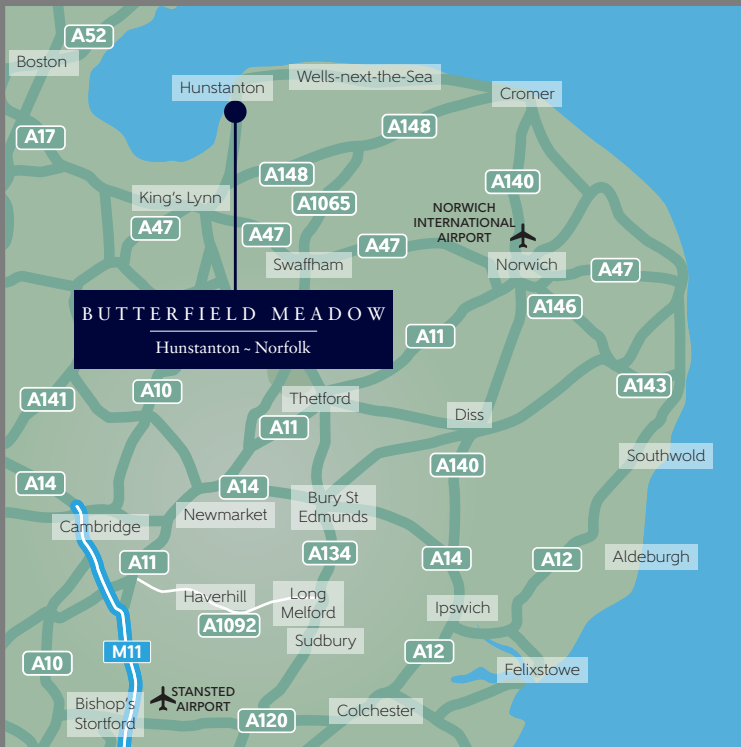 A52
Boston
Wells-next-the-Sea
Hunstanton
Cromer
A148
A17
A148
A140
King's Lynn
A1065
NORWICH
INTERNATIONAL
AIRPORT
A47
A47
A47
Swaffham
Norwich
A47
A146
BUTTERFIELD MEADOW
Hunstanton ~ Norfolk
A11
A141
A10
Thetford
A143
Diss
A11
Southwold
A140
A14
A14
Bury St
Edmunds
Newmarket
Cambridge
A134
A14
A12
Aldeburgh
A11
Haverhill
Long
Melford
Ipswich
A1092
Sudbury
M11
A12
A10
Felixstowe
STANSTED
AIRPORT
Bishop's
Stortford
Colchester
A120